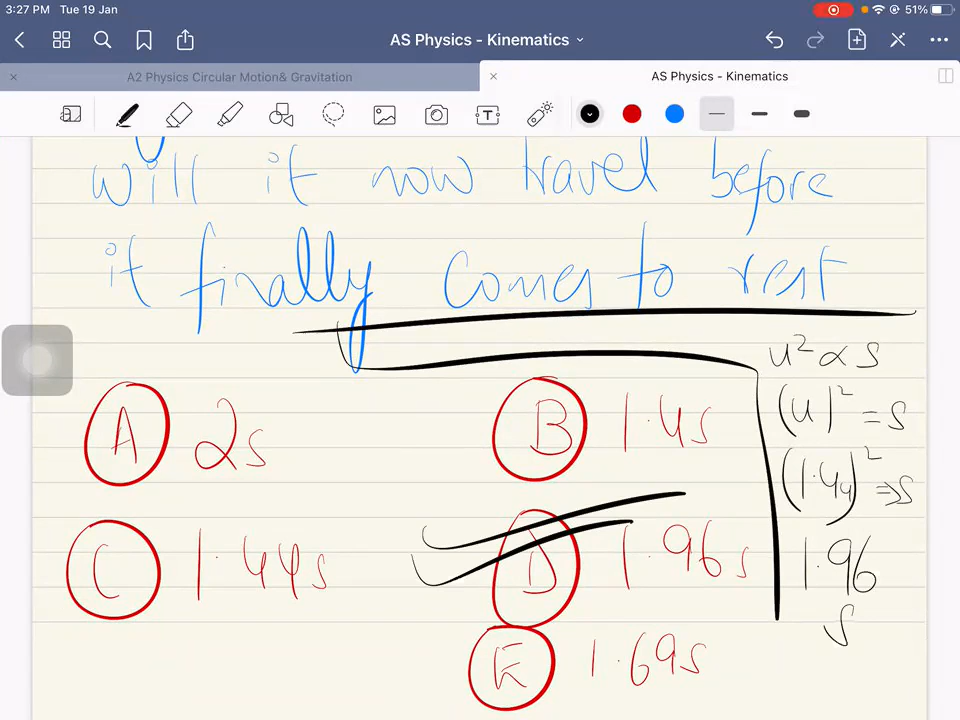 3:27 PM Tue 19 Jan
51%
AS Physics - Kinematics
A2 Physics Circular Motion& Gravitation
AS Physics - Kinematics
will it now travel before
it finally comes to rest
u² ∝ s
(u)² = s
(1.4u)² => s
1.96
s
A 2s
B 1.4s
C 1.44s
D 1.96s
E 1.69s